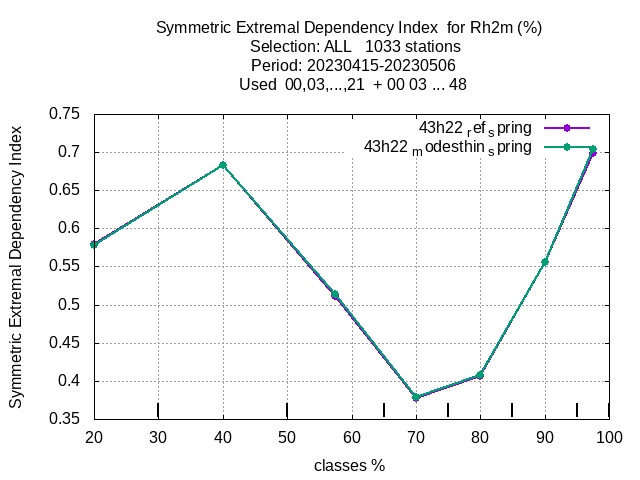 Symmetric Extremal Dependency Index  for Rh2m (%)
Selection: ALL   1033 stations
Period: 20230415-20230506
Used  00,03,...,21  + 00 03 ... 48
Symmetric Extremal Dependency Index
0.75
0.7
0.65
0.6
0.55
0.5
0.45
0.4
0.35
43h22 ref spring
43h22 modesthin spring
20 30 40 50 60 70 80 90 100
classes %